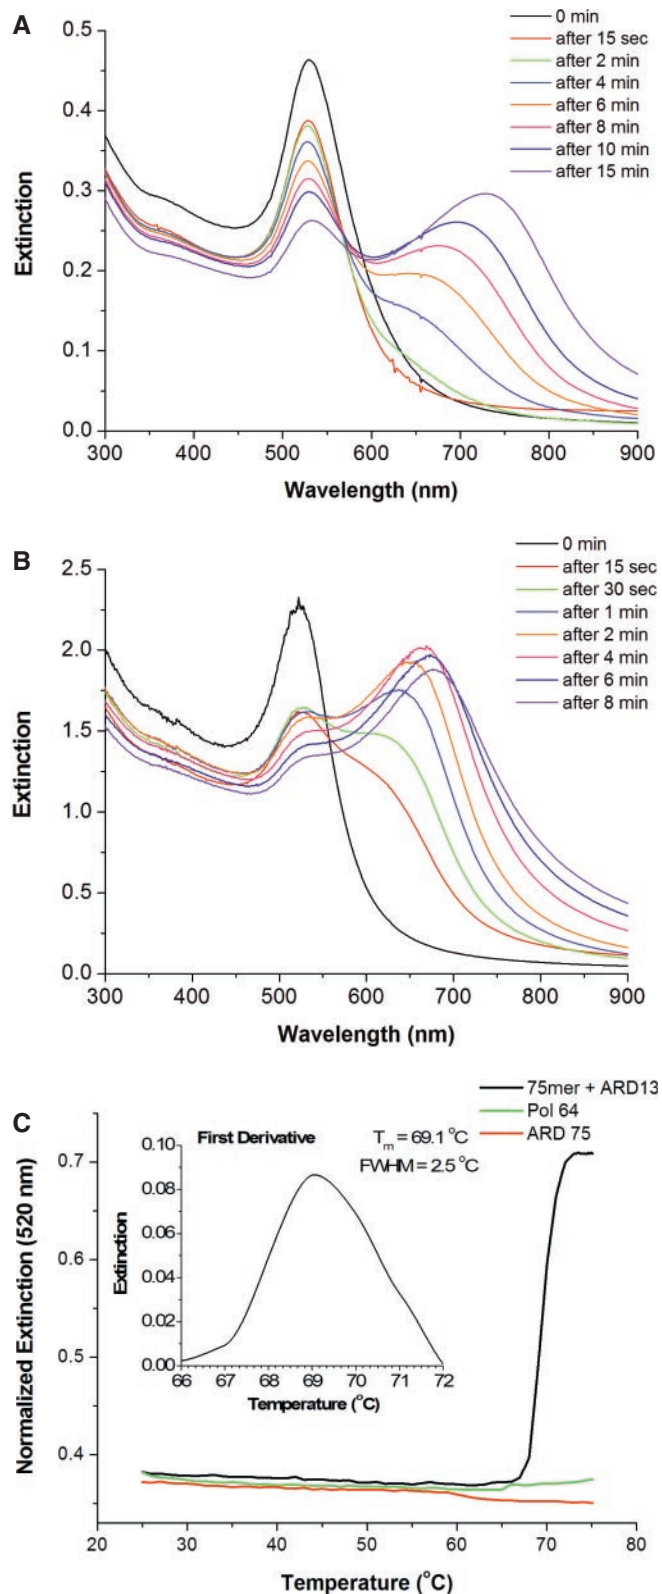 A
0 min
after 15 sec
after 2 min
after 4 min
after 6 min
after 8 min
after 10 min
after 15 min
0.5
0.4
0.3
0.2
0.1
0.0
Extinction
300 400 500 600 700 800 900
Wavelength (nm)
B
0 min
after 15 sec
after 30 sec
after 1 min
after 2 min
after 4 min
after 6 min
after 8 min
2.5
2.0
1.5
1.0
0.5
0.0
Extinction
300 400 500 600 700 800 900
Wavelength (nm)
C
75mer + ARD13
Pol 64
ARD 75
0.7
0.6
0.5
0.4
Normalized Extinction (520 nm)
First Derivative
Tm = 69.1 °C
FWHM = 2.5 °C
0.10
0.08
0.06
0.04
0.02
0.00
Extinction
66 67 68 69 70 71 72
Temperature (°C)
20 30 40 50 60 70 80
Temperature (°C)